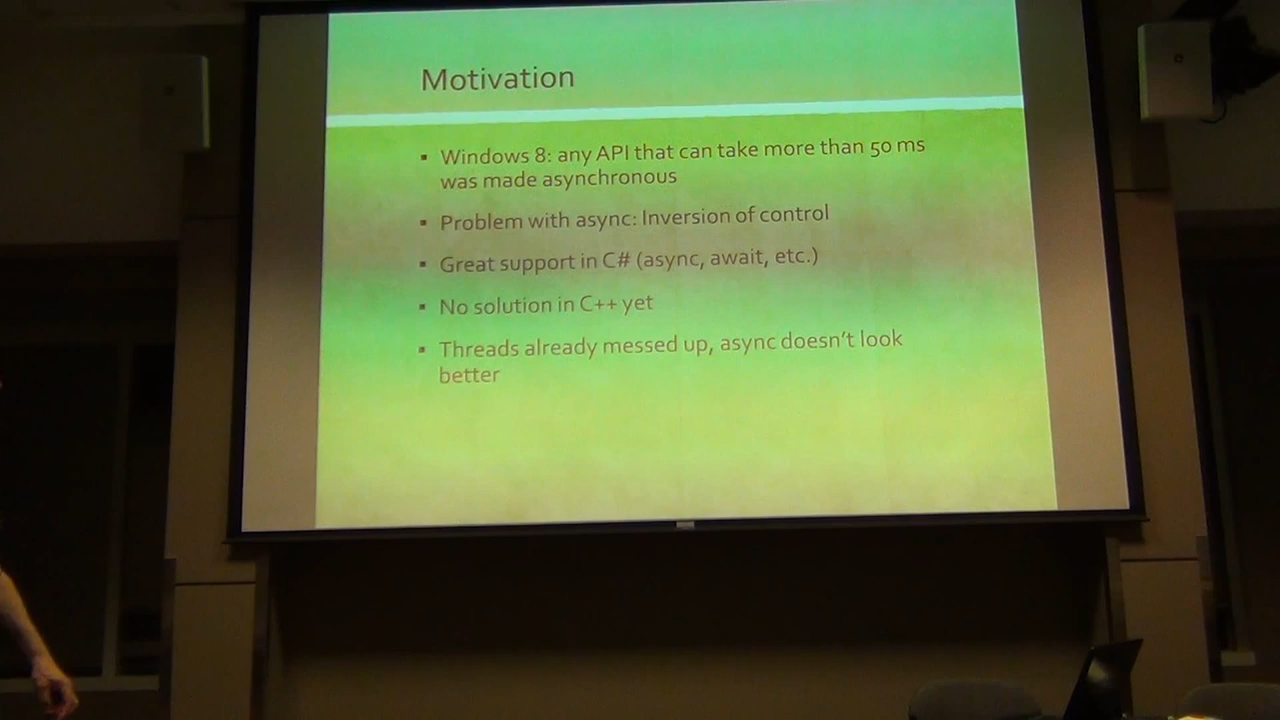 Motivation
▪ Windows 8: any API that can take more than 50 ms
was made asynchronous
▪ Problem with async: Inversion of control
▪ Great support in C# (async, await, etc.)
▪ No solution in C++ yet
▪ Threads already messed up, async doesn't look
better